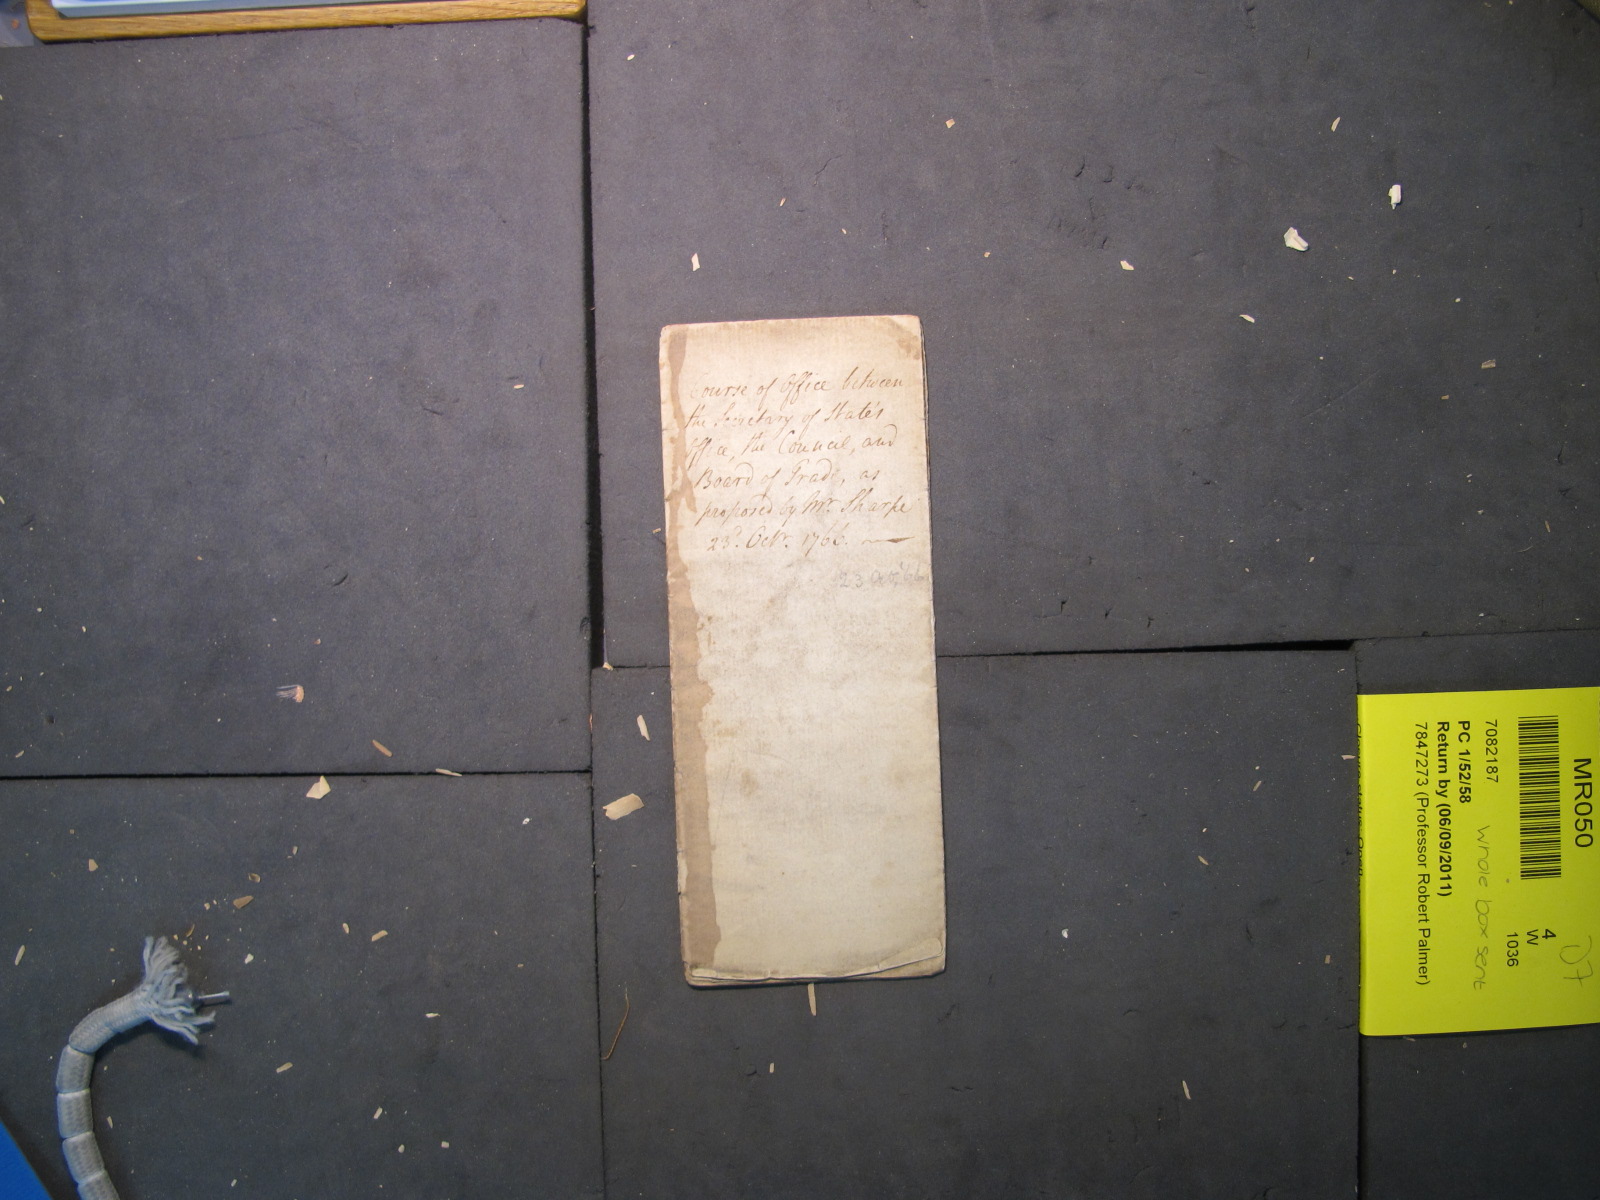 Course of Office between
the Secretary of State's
Office, the Council, and
Board of Trade, as
proposed by Mr. Sharpe
23d. Octr. 1766.
23 Oct. 66
MR050
7082187
PC 1/52/58
Return by (06/09/2011)
7847273 (Professor Robert Palmer)
whole box sent
4
W
1036
07